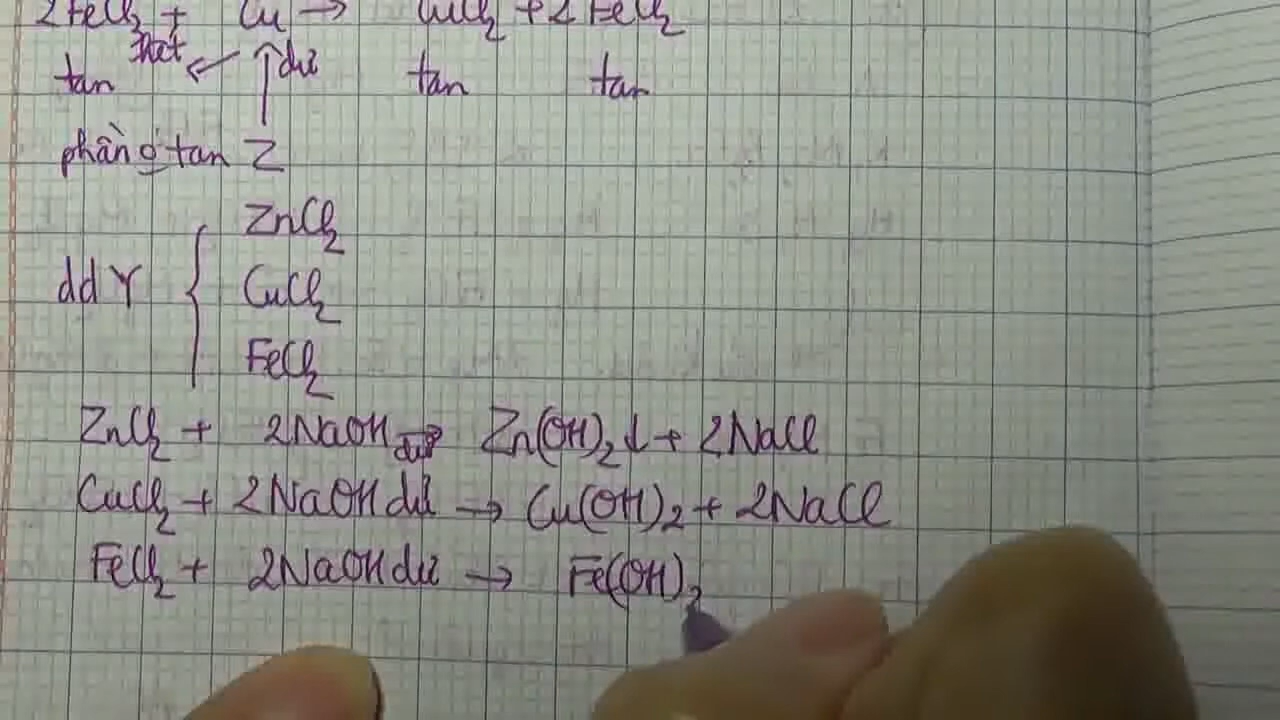 2FeCl3 + Cu → CuCl2 + 2FeCl2
hết ↙ ↑ dư
tan tan tan
phần o tan Z
ZnCl2
dd Y { CuCl2
FeCl2
ZnCl2 + 2NaOH dư → Zn(OH)2↓ + 2NaCl
CuCl2 + 2NaOH dư → Cu(OH)2 + 2NaCl
FeCl2 + 2NaOH dư → Fe(OH)2